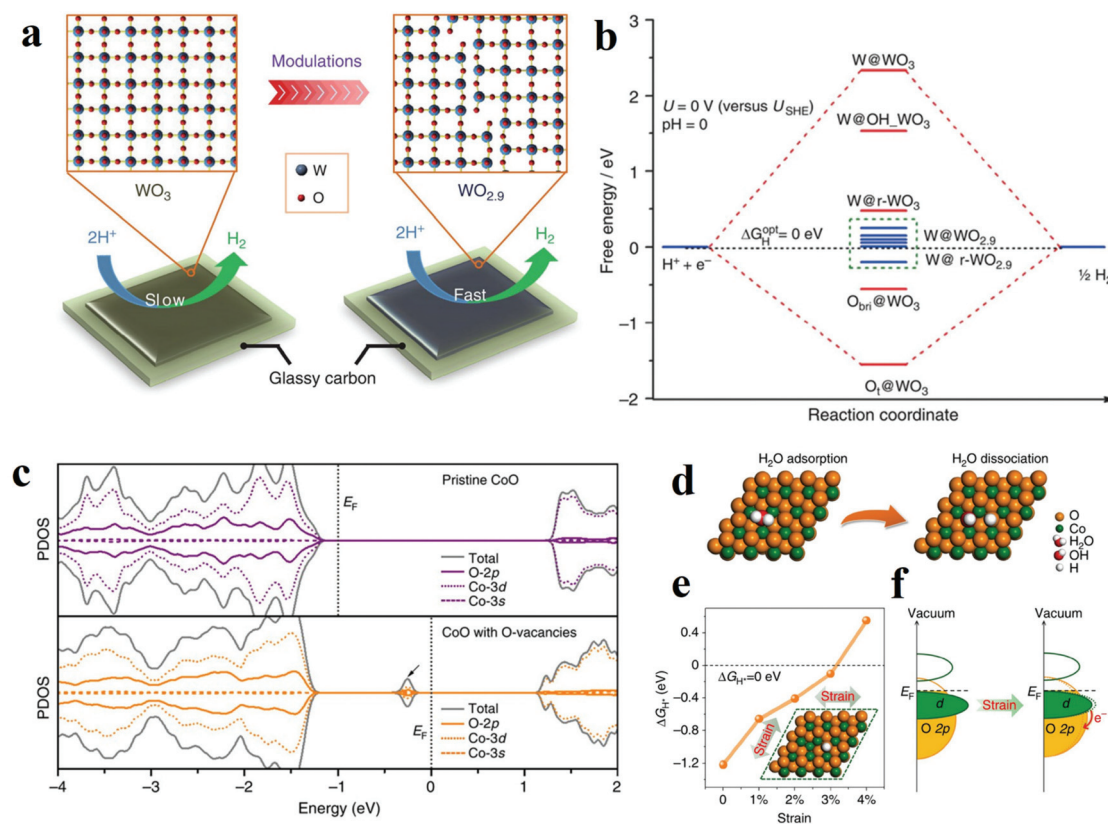 a
WO3
Modulations
W
O
WO2.9
2H+
H2
Slow
2H+
H2
Fast
Glassy carbon
b
Free energy / eV
3
2
1
0
−1
−2
U = 0 V (versus USHE)
pH = 0
W@WO3
W@OH_WO3
W@r-WO3
ΔGHopt= 0 eV
W@WO2.9
W@ r-WO2.9
H+ + e−
½ H2
Obri@WO3
Ot@WO3
Reaction coordinate
c
PDOS
Pristine CoO
EF
Total
O-2p
Co-3d
Co-3s
PDOS
CoO with O-vacancies
EF
Total
O-2p
Co-3d
Co-3s
−4
−3
−2
−1
0
1
2
Energy (eV)
d
H2O adsorption
H2O dissociation
O
Co
H2O
OH
H
e
ΔGH* (eV)
0.4
0
−0.4
−0.8
−1.2
ΔGH*=0 eV
Strain
Strain
0
1%
2%
3%
4%
Strain
f
Vacuum
EF
d
O 2p
Strain
Vacuum
d
e−
O 2p